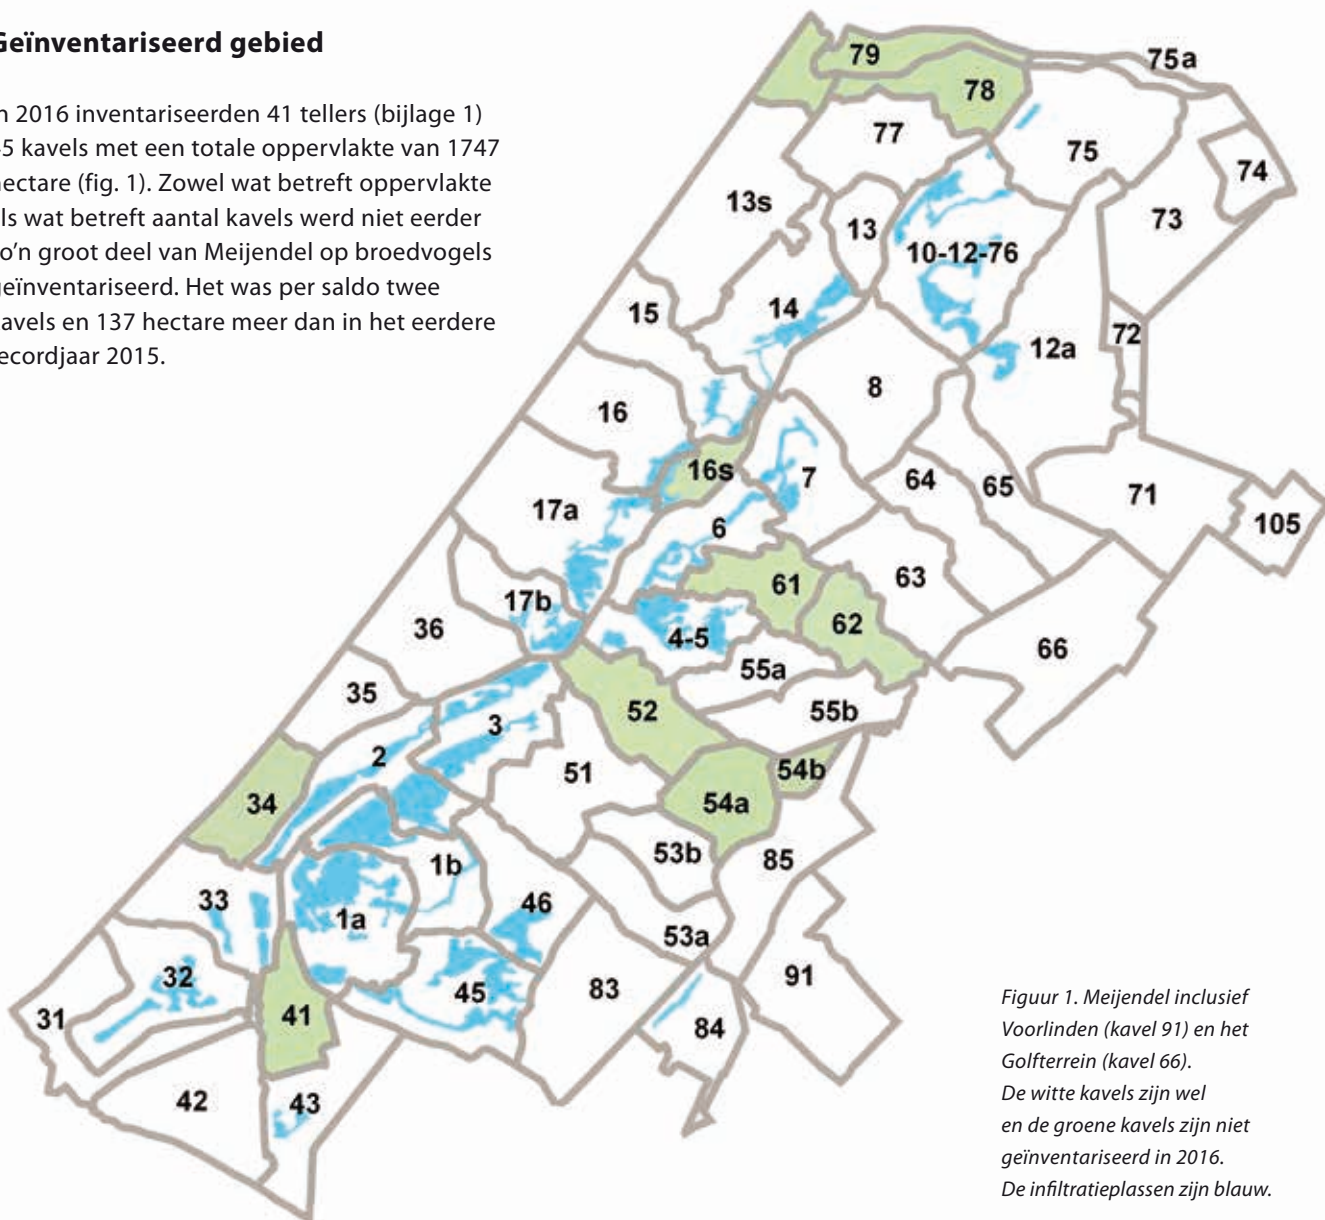 Geïnventariseerd gebied
n 2016 inventariseerden 41 tellers (bijlage 1)
5 kavels met een totale oppervlakte van 1747
hectare (fig. 1). Zowel wat betreft oppervlakte
ls wat betreft aantal kavels werd niet eerder
o’n groot deel van Meijendel op broedvogels
geïnventariseerd. Het was per saldo twee
avels en 137 hectare meer dan in het eerdere
recordjaar 2015.
79
75a
78
77
75
74
13s
73
13
10-12-76
15
14
72
12a
8
16
16s
7
64
65
71
17a
105
6
61
63
17b
62
36
4-5
66
55a
35
52
55b
3
2
51
54b
34
54a
53b
85
1b
33
46
1a
53a
32
91
45
83
31
41
84
42
43
Figuur 1. Meijendel inclusief
Voorlinden (kavel 91) en het
Golfterrein (kavel 66).
De witte kavels zijn wel
en de groene kavels zijn niet
geïnventariseerd in 2016.
De infiltratieplassen zijn blauw.